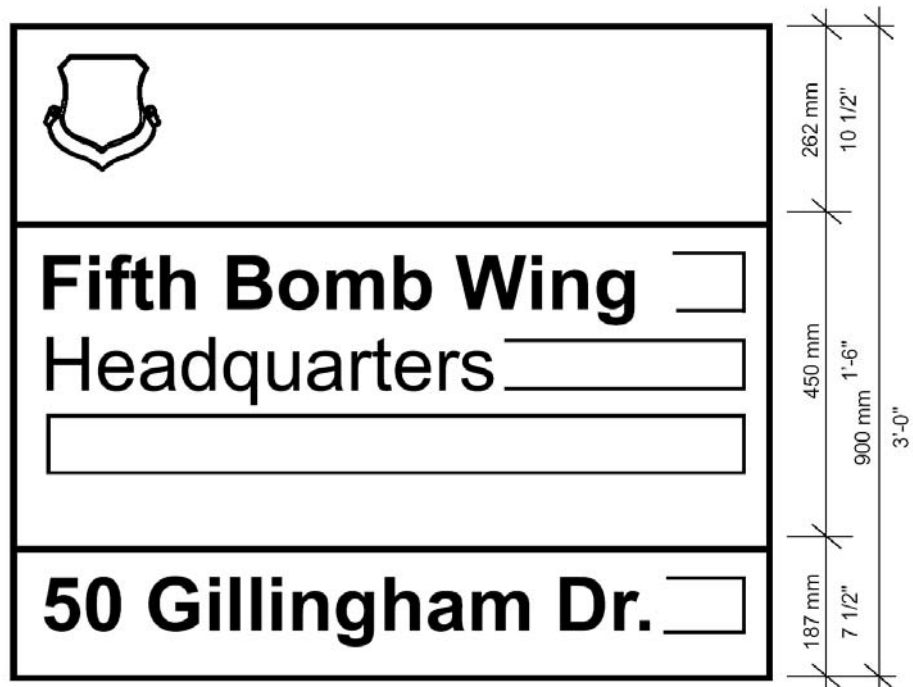 262 mm
10 1/2"
Fifth Bomb Wing
Headquarters
450 mm
1'-6"
900 mm
3'-0"
50 Gillingham Dr.
187 mm
7 1/2"